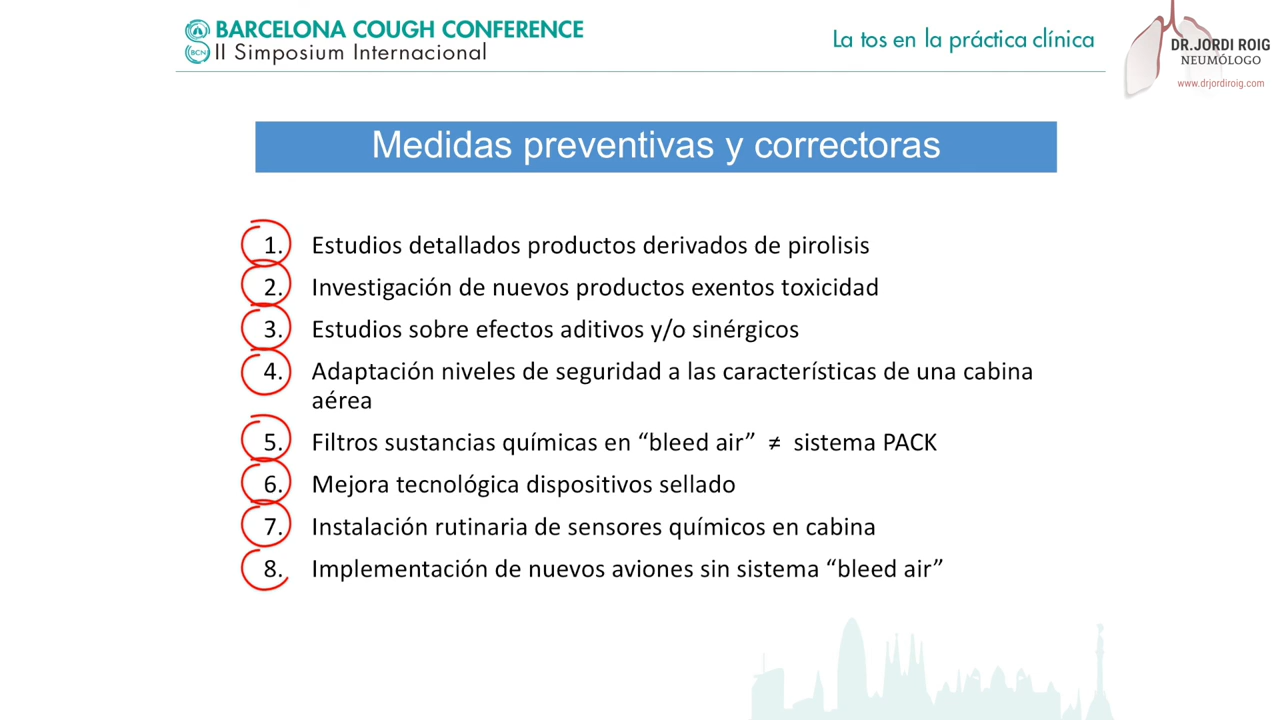 BARCELONA COUGH CONFERENCE
BCN
II Simposium Internacional
La tos en la práctica clínica
DR.JORDI ROIG
NEUMÓLOGO
www.drjordiroig.com
Medidas preventivas y correctoras
1. Estudios detallados productos derivados de pirolisis
2. Investigación de nuevos productos exentos toxicidad
3. Estudios sobre efectos aditivos y/o sinérgicos
4. Adaptación niveles de seguridad a las características de una cabina
aérea
5. Filtros sustancias químicas en “bleed air” ≠ sistema PACK
6. Mejora tecnológica dispositivos sellado
7. Instalación rutinaria de sensores químicos en cabina
8. Implementación de nuevos aviones sin sistema “bleed air”